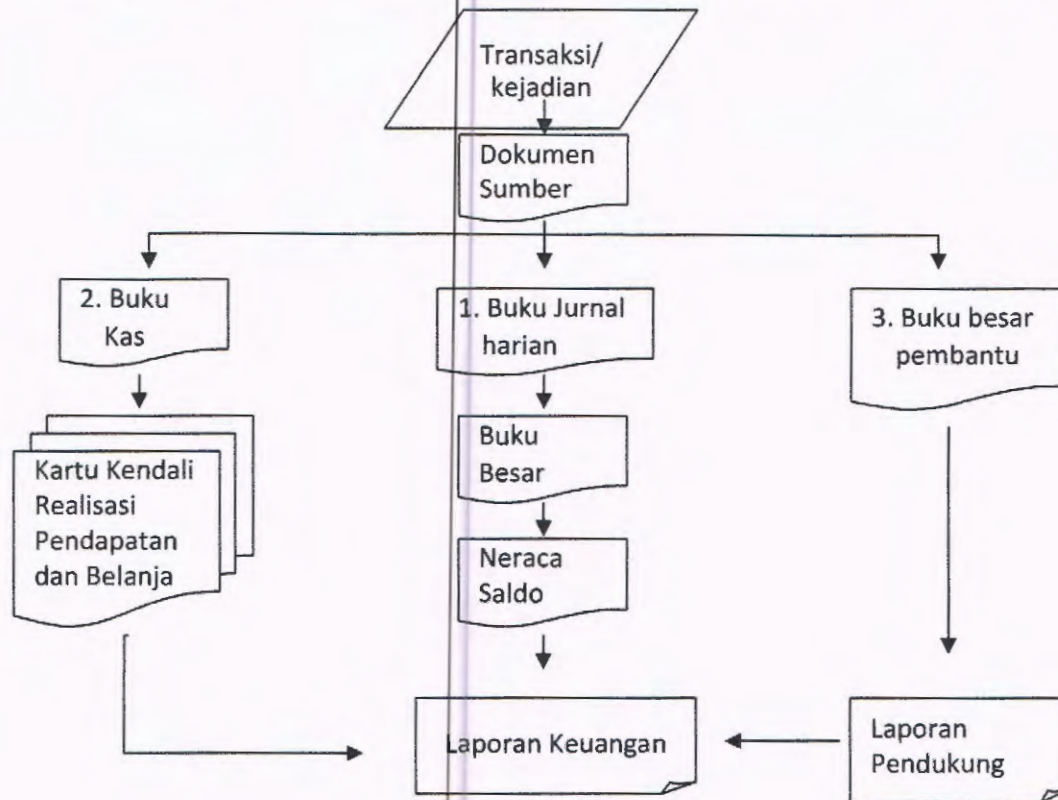 Transaksi/
kejadian
Dokumen
Sumber
2. Buku
Kas
1. Buku Jurnal
harian
3. Buku besar
pembantu
Kartu Kendali
Realisasi
Pendapatan
dan Belanja
Buku
Besar
Neraca
Saldo
Laporan Keuangan
Laporan
Pendukung